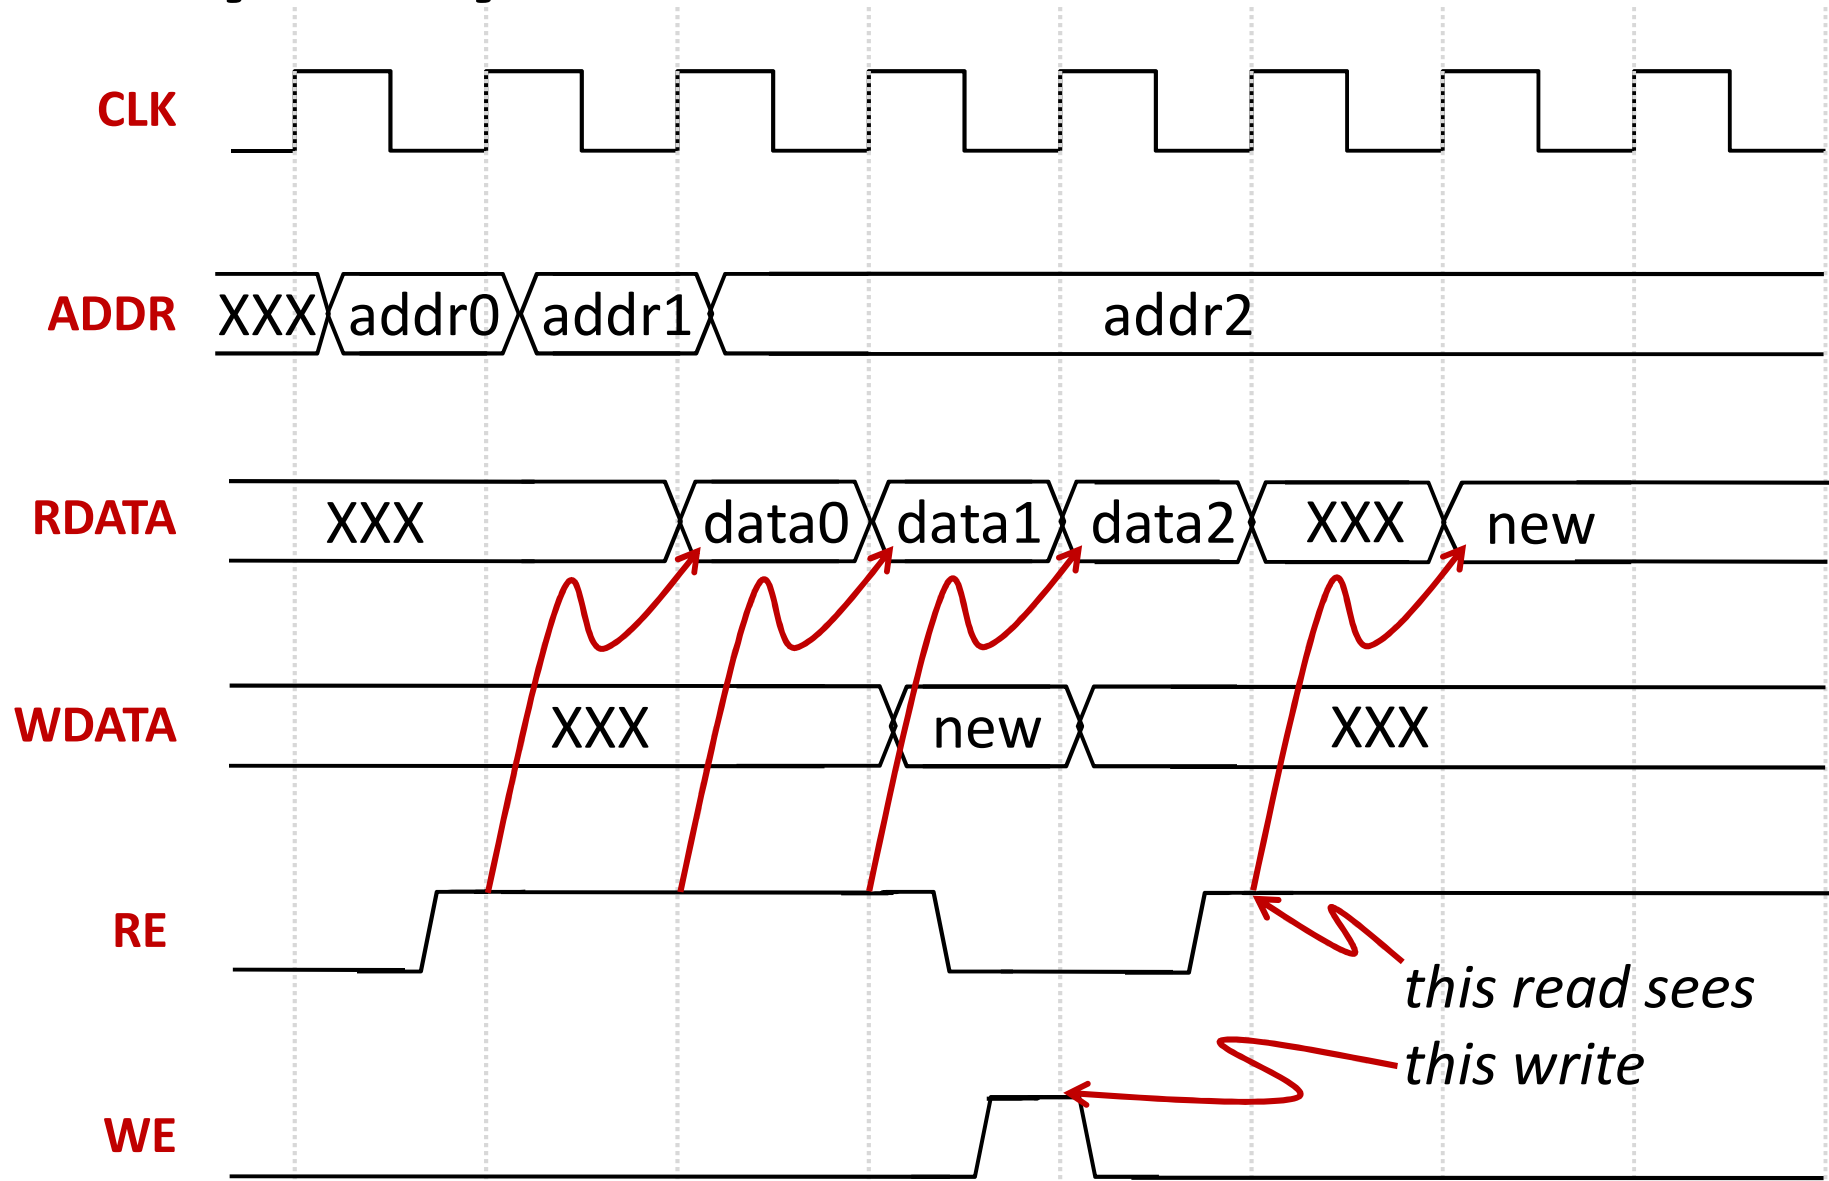 CLK
ADDR XXX addr0 addr1 addr2
RDATA XXX data0 data1 data2 XXX new
WDATA XXX new XXX
RE
this read sees
this write
WE